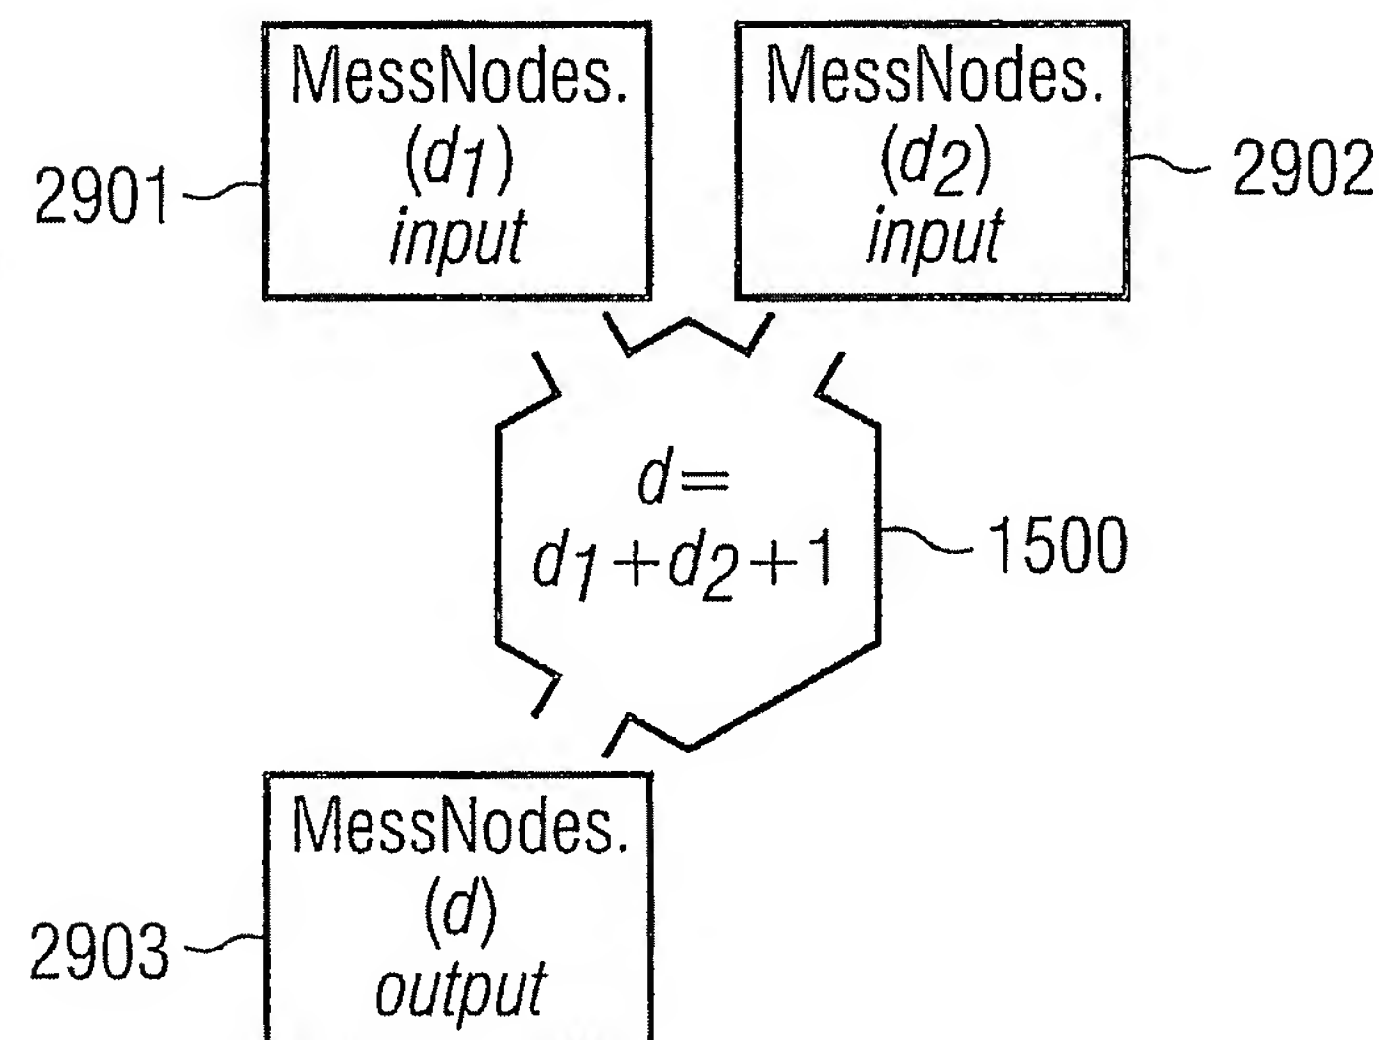 MessNodes.
(d1)
input
MessNodes.
(d2)
input
2901
2902
d=
d1+d2+1
1500
MessNodes.
(d)
output
2903